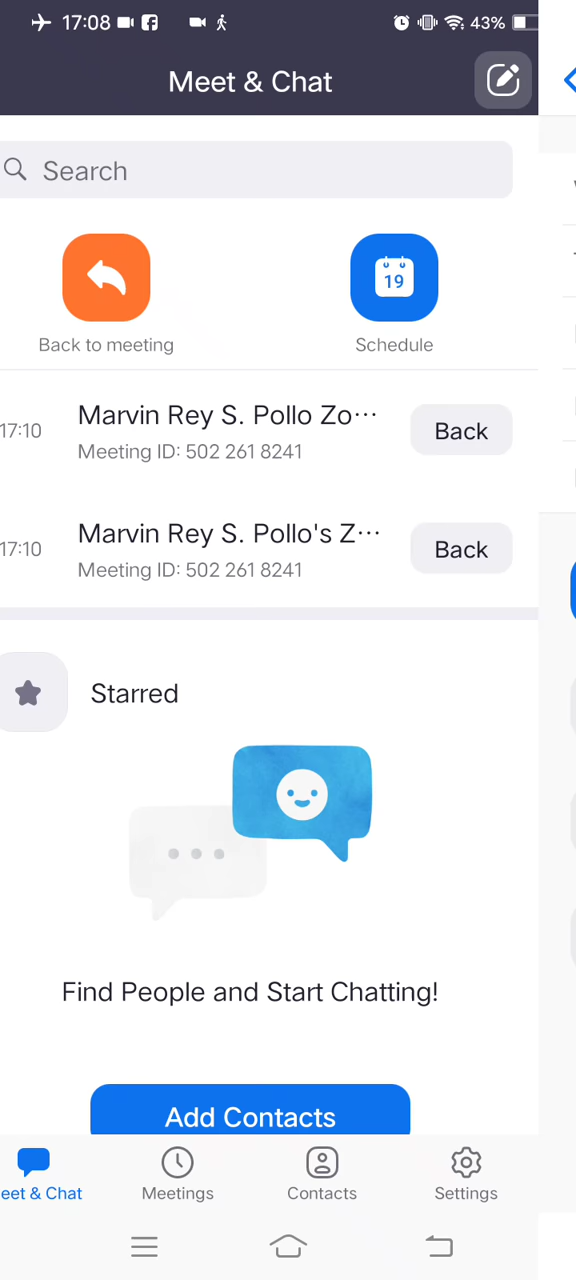 17:08
43%
Meet & Chat
Search
19
Back to meeting
Schedule
17:10
Marvin Rey S. Pollo Zo···
Meeting ID: 502 261 8241
Back
17:10
Marvin Rey S. Pollo's Z···
Meeting ID: 502 261 8241
Back
Starred
Find People and Start Chatting!
Add Contacts
eet & Chat
Meetings
Contacts
Settings